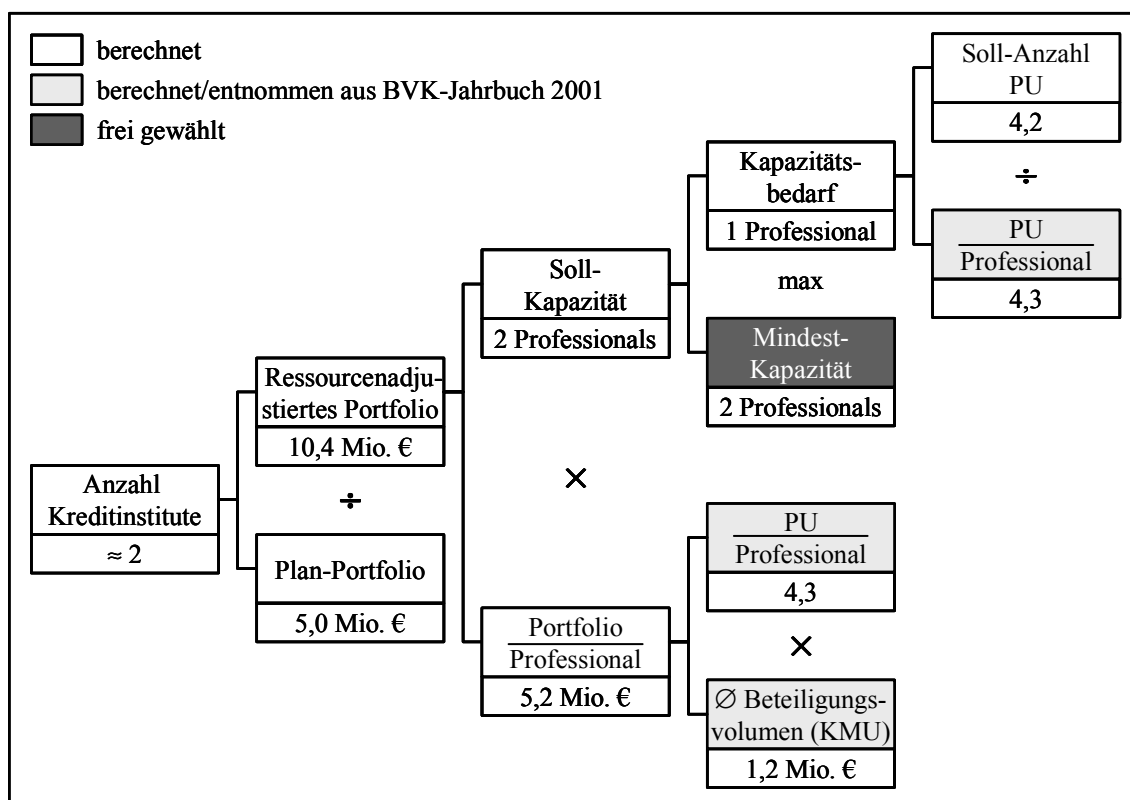 berechnet
berechnet/entnommen aus BVK-Jahrbuch 2001
frei gewählt
Anzahl
Kreditinstitute
≈ 2
Ressourcenadju-
stiertes Portfolio
10,4 Mio. €
÷
Plan-Portfolio
5,0 Mio. €
Soll-
Kapazität
2 Professionals
×
Portfolio
Professional
5,2 Mio. €
Kapazitäts-
bedarf
1 Professional
max
Mindest-
Kapazität
2 Professionals
PU
Professional
4,3
×
Ø Beteiligungs-
volumen (KMU)
1,2 Mio. €
Soll-Anzahl
PU
4,2
÷
PU
Professional
4,3